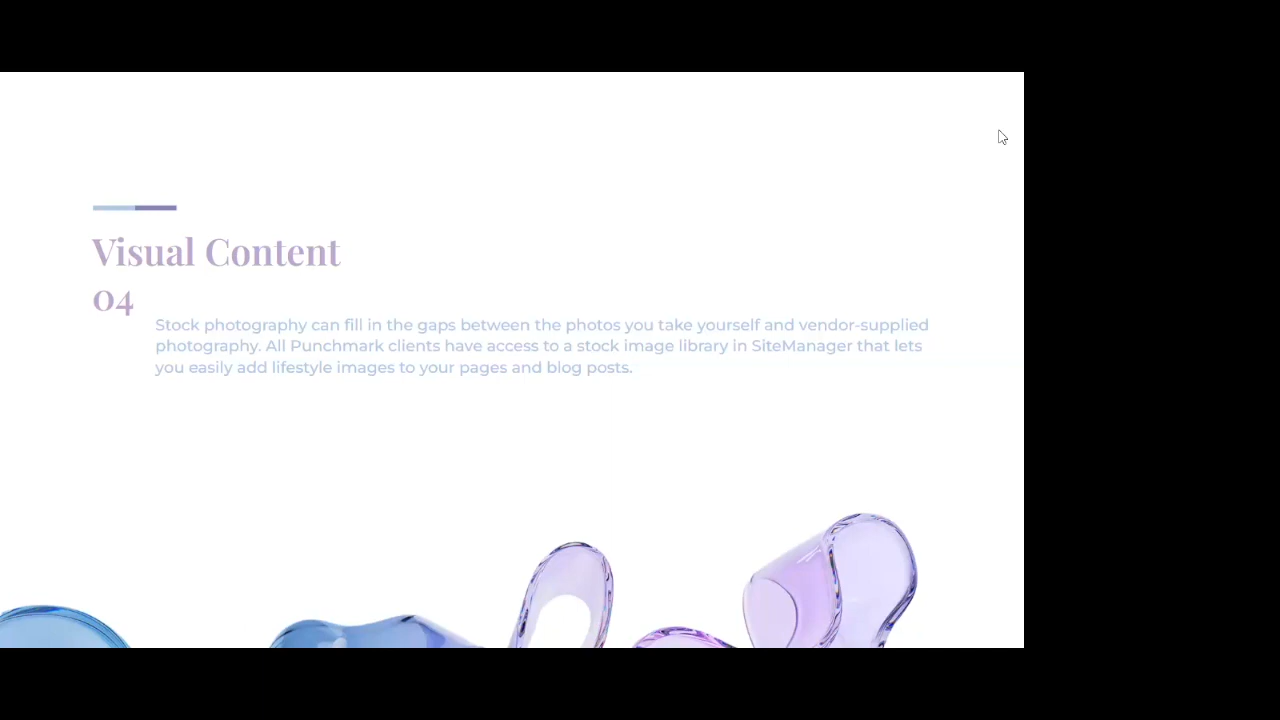 Visual Content
04
Stock photography can fill in the gaps between the photos you take yourself and vendor-supplied
photography. All Punchmark clients have access to a stock image library in SiteManager that lets
you easily add lifestyle images to your pages and blog posts.